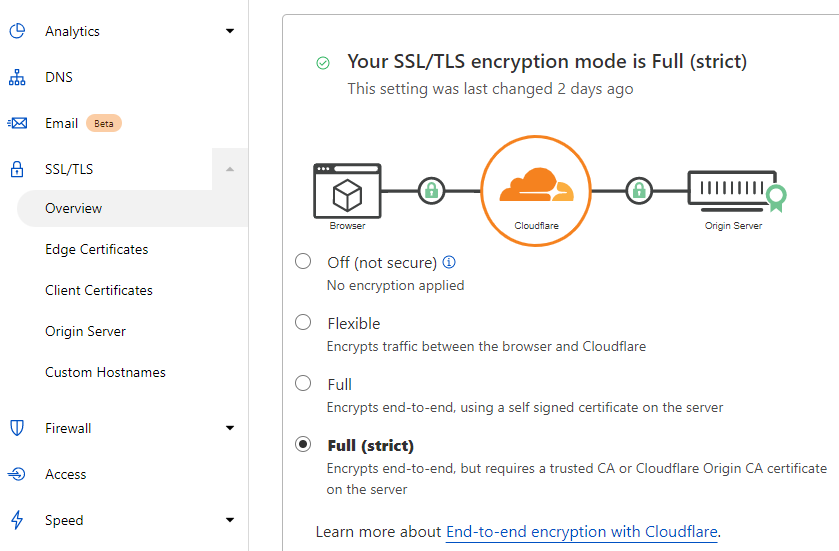 Analytics
DNS
Email Beta
SSL/TLS
Overview
Edge Certificates
Client Certificates
Origin Server
Custom Hostnames
Firewall
Access
Speed
Your SSL/TLS encryption mode is Full (strict)
This setting was last changed 2 days ago
Browser
Cloudflare
Origin Server
Off (not secure)
No encryption applied
Flexible
Encrypts traffic between the browser and Cloudflare
Full
Encrypts end-to-end, using a self signed certificate on the server
Full (strict)
Encrypts end-to-end, but requires a trusted CA or Cloudflare Origin CA certificate
on the server
Learn more about End-to-end encryption with Cloudflare.